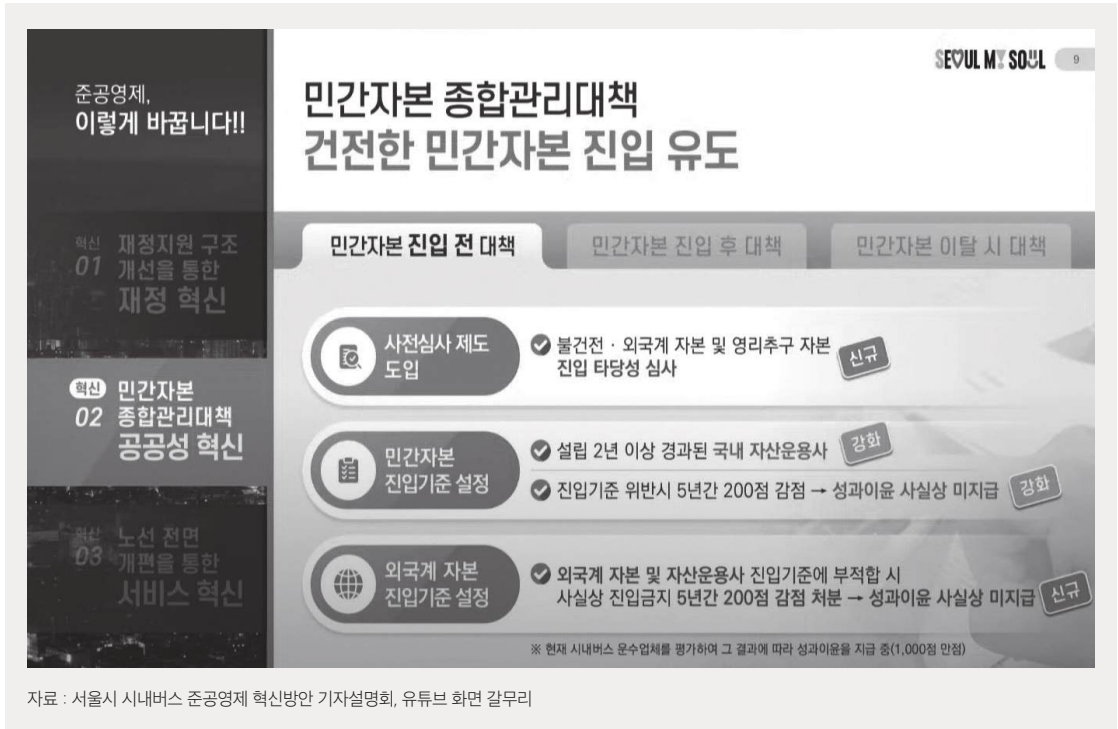 SEOUL MY SOUL
9
준공영제,
이렇게 바꿉니다!!
민간자본 종합관리대책
건전한 민간자본 진입 유도
혁신 01
재정지원 구조
개선을 통한
재정 혁신
혁신 02
민간자본
종합관리대책
공공성 혁신
혁신 03
노선 전면
개편을 통한
서비스 혁신
민간자본 진입 전 대책
민간자본 진입 후 대책
민간자본 이탈 시 대책
사전심사 제도
도입
불건전 · 외국계 자본 및 영리추구 자본
진입 타당성 심사
신규
민간자본
진입기준 설정
설립 2년 이상 경과된 국내 자산운용사
강화
진입기준 위반시 5년간 200점 감점 → 성과이윤 사실상 미지급
강화
외국계 자본
진입기준 설정
외국계 자본 및 자산운용사 진입기준에 부적합 시
사실상 진입금지 5년간 200점 감점 처분 → 성과이윤 사실상 미지급
신규
※ 현재 시내버스 운수업체를 평가하여 그 결과에 따라 성과이윤을 지급 중(1,000점 만점)
자료 : 서울시 시내버스 준공영제 혁신방안 기자설명회, 유튜브 화면 갈무리